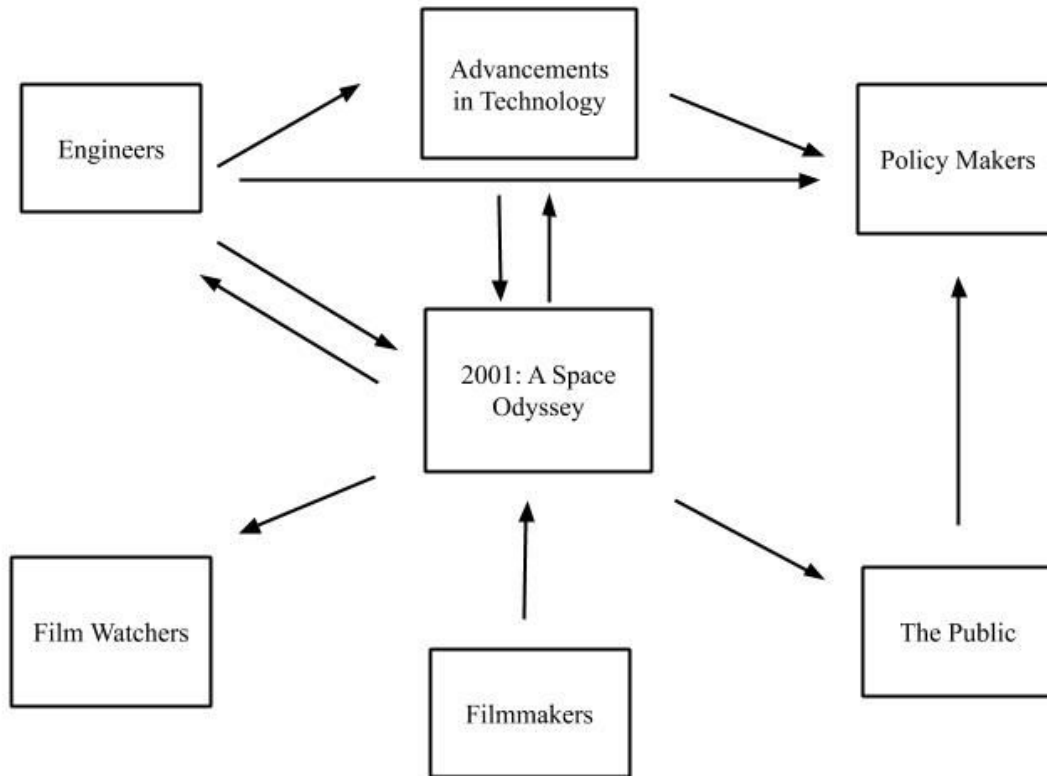 Advancements
in Technology
Engineers
Policy Makers
2001: A Space
Odyssey
Film Watchers
The Public
Filmmakers